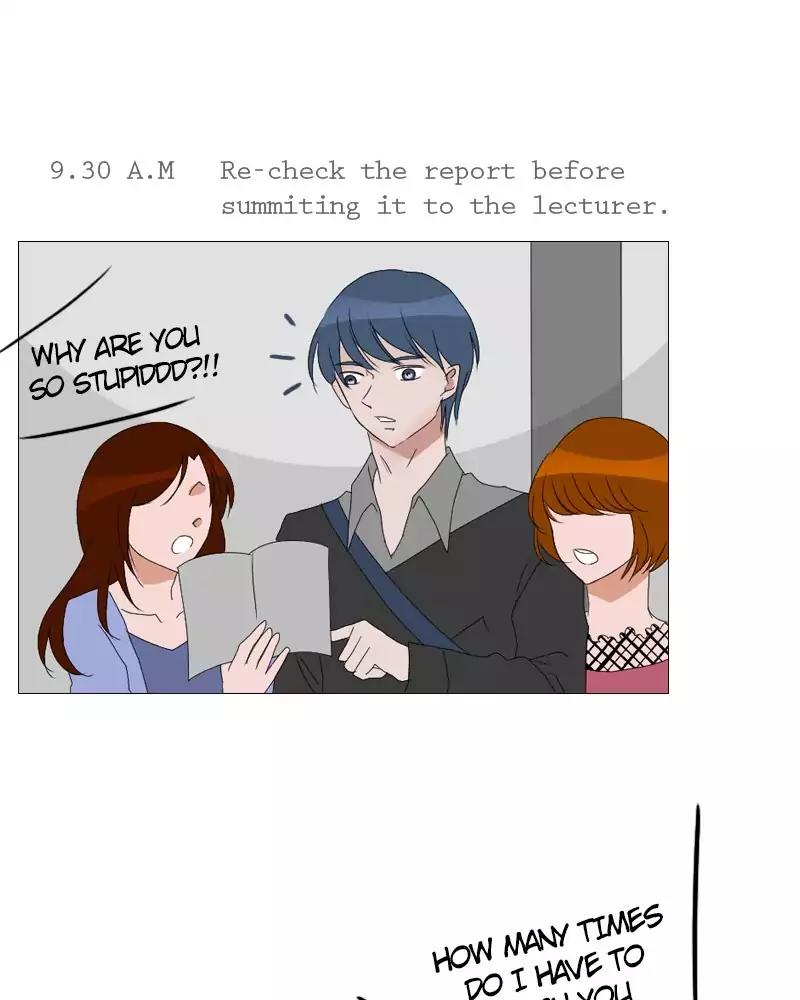 9.30 A.M Re-check the report before
summiting it to the lecturer.
WHY ARE YOU
SO STUPIDDD?!!
HOW MANY TIMES
DO I HAVE TO
YOU